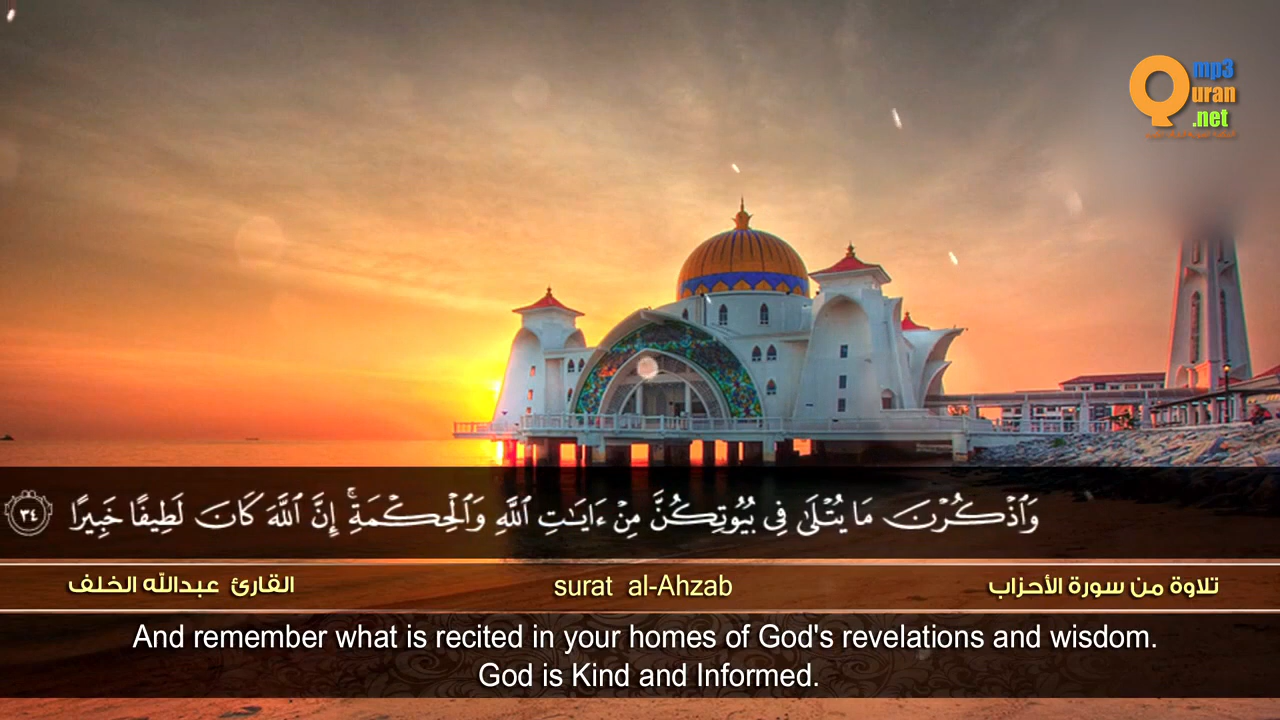 mp3
Quran
.net
وَٱذۡكُرۡنَ مَا يُتۡلَىٰ فِي بُيُوتِكُنَّ مِنۡ ءَايَٰتِ ٱللَّهِ وَٱلۡحِكۡمَةِۚ إِنَّ ٱللَّهَ كَانَ لَطِيفًا خَبِيرًا ٣٤
تلاوة من سورة الأحزاب surat al-Ahzab القارئ عبدالله الخلف
And remember what is recited in your homes of God's revelations and wisdom.
God is Kind and Informed.